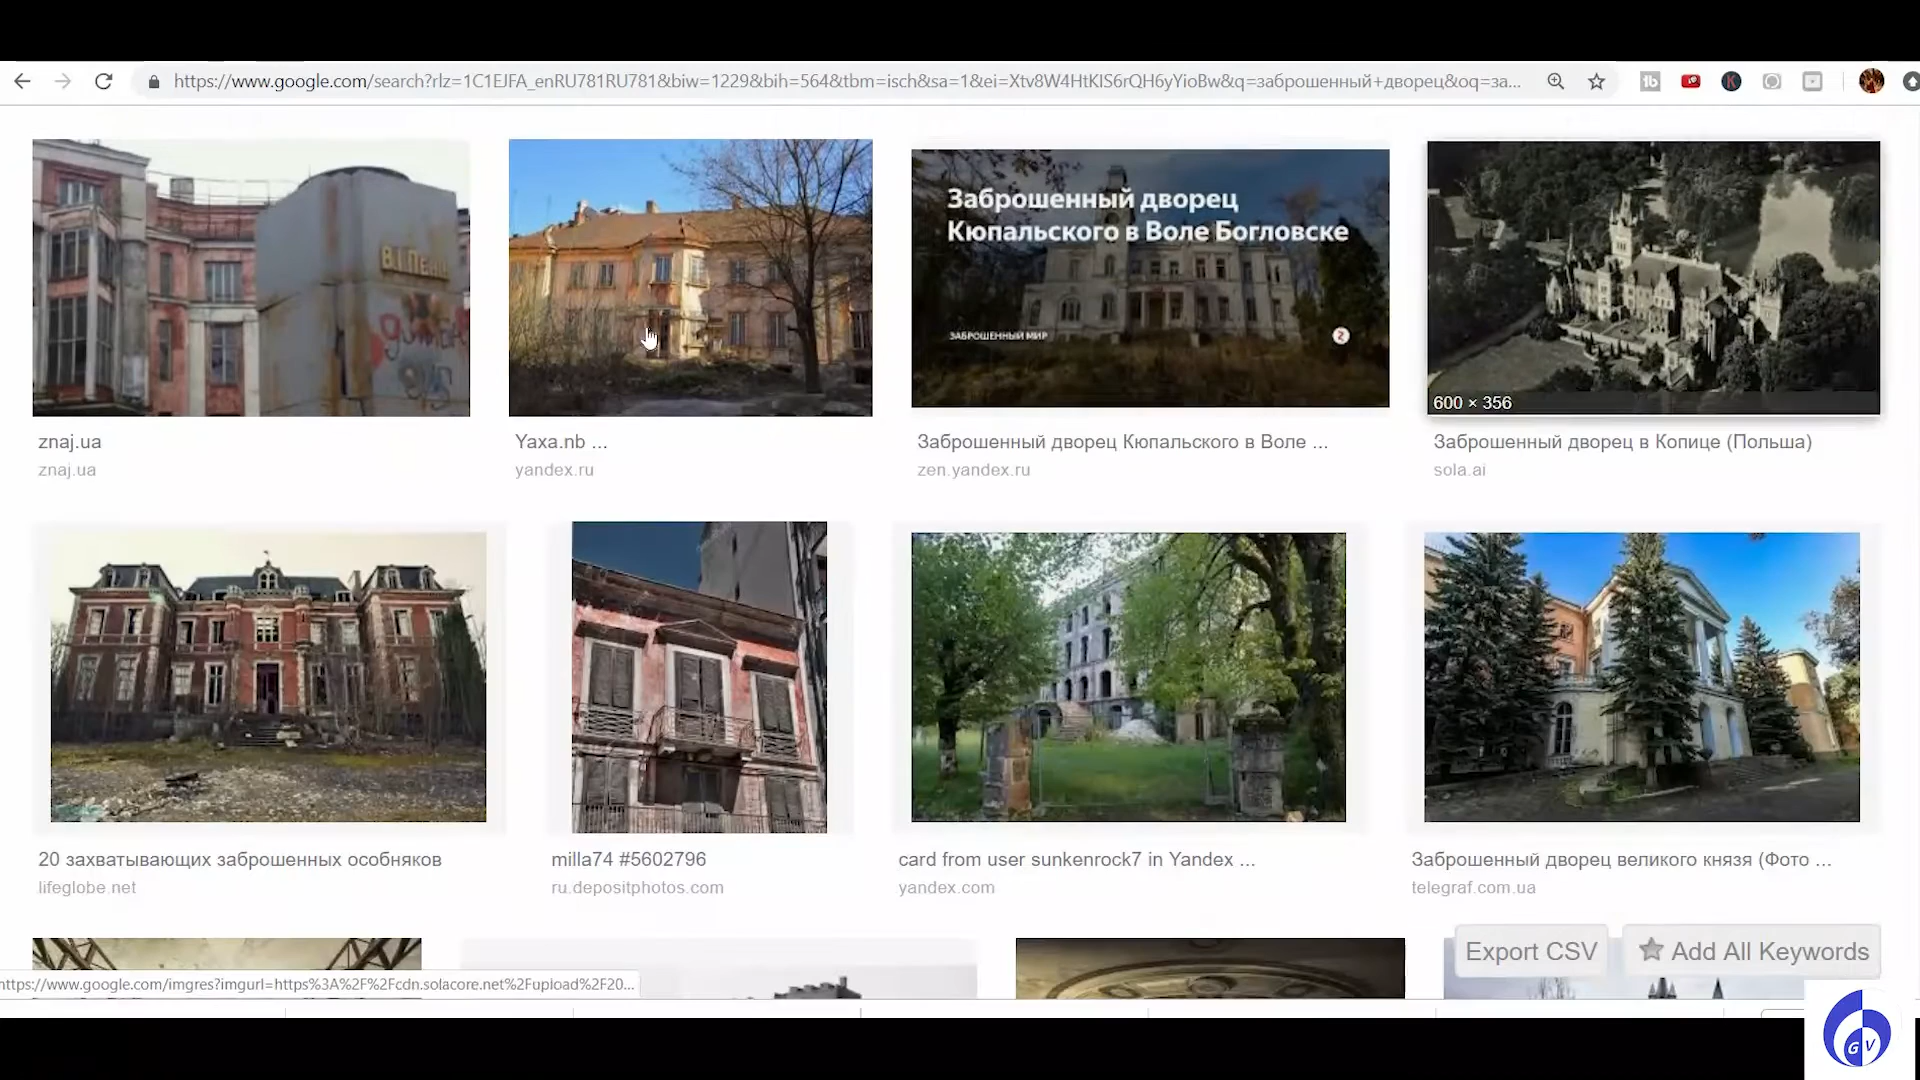 https://www.google.com/search?rlz=1C1EJFA_enRU781RU781&biw=1229&bih=564&tbm=isch&sa=1&ei=Xtv8W4HtKIS6rQH6yYioBw&q=заброшенный+дворец&oq=за...
Заброшенный дворец
Кюпальского в Воле Богловске
ЗАБРОШЕННЫЙ МИР
600 × 356
znaj.ua
Yaxa.nb ...
Заброшенный дворец Кюпальского в Воле ...
Заброшенный дворец в Копице (Польша)
znaj.ua
yandex.ru
zen.yandex.ru
sola.ai
20 захватывающих заброшенных особняков
milla74 #5602796
card from user sunkenrock7 in Yandex ...
Заброшенный дворец великого князя (Фото ...
lifeglobe.net
ru.depositphotos.com
yandex.com
telegraf.com.ua
Export CSV
Add All Keywords
https://www.google.com/imgres?imgurl=https%3A%2F%2Fcdn.solacore.net%2Fupload%2F20...
G V